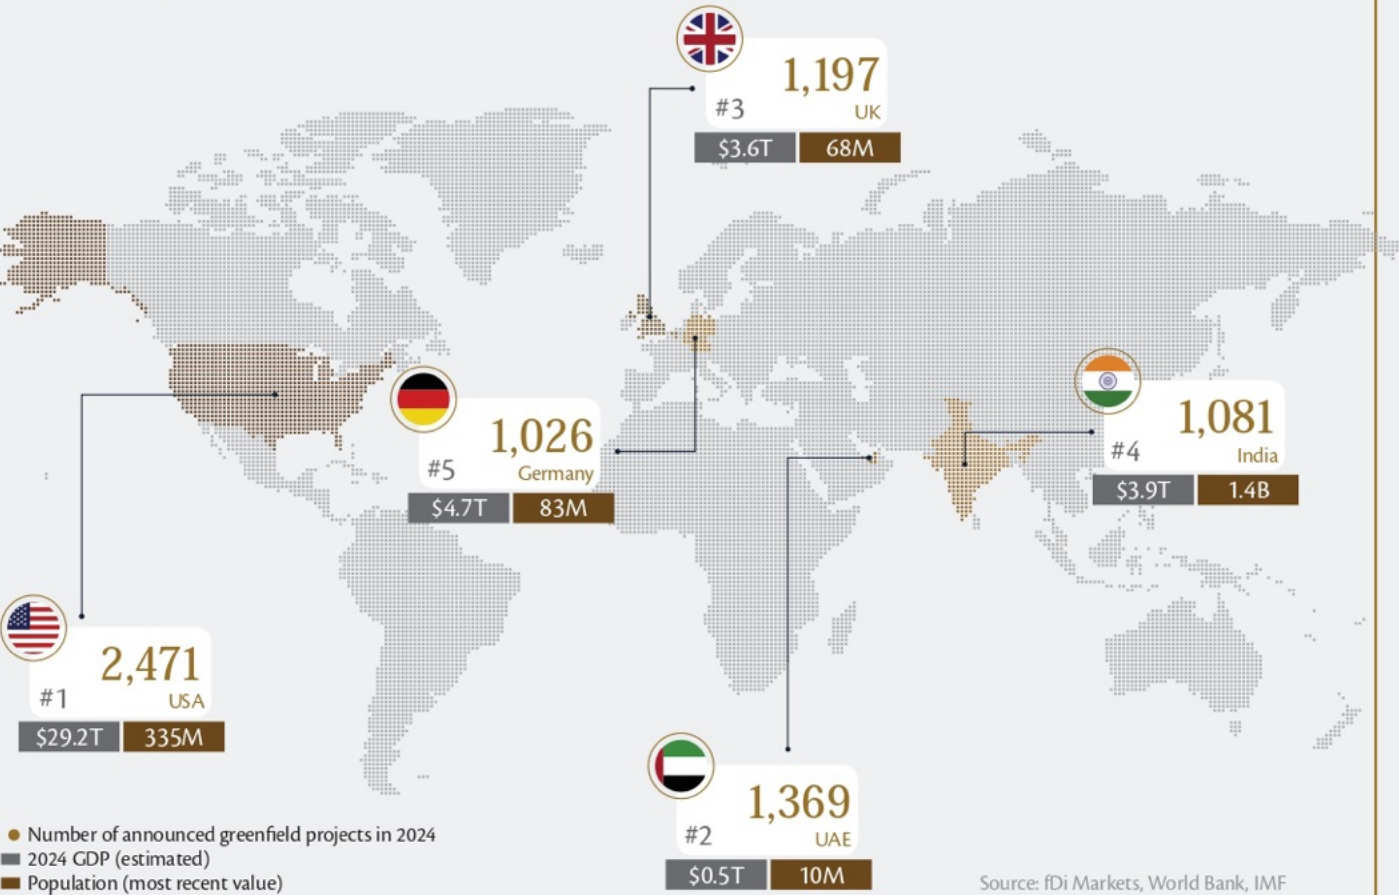 1,197
#3
UK
$3.6T
68M
1,026
#5
Germany
$4.7T
83M
1,081
#4
India
$3.9T
1.4B
2,471
#1
USA
$29.2T
335M
1,369
#2
UAE
$0.5T
10M
Number of announced greenfield projects in 2024
2024 GDP (estimated)
Population (most recent value)
Source: fDi Markets, World Bank, IMF